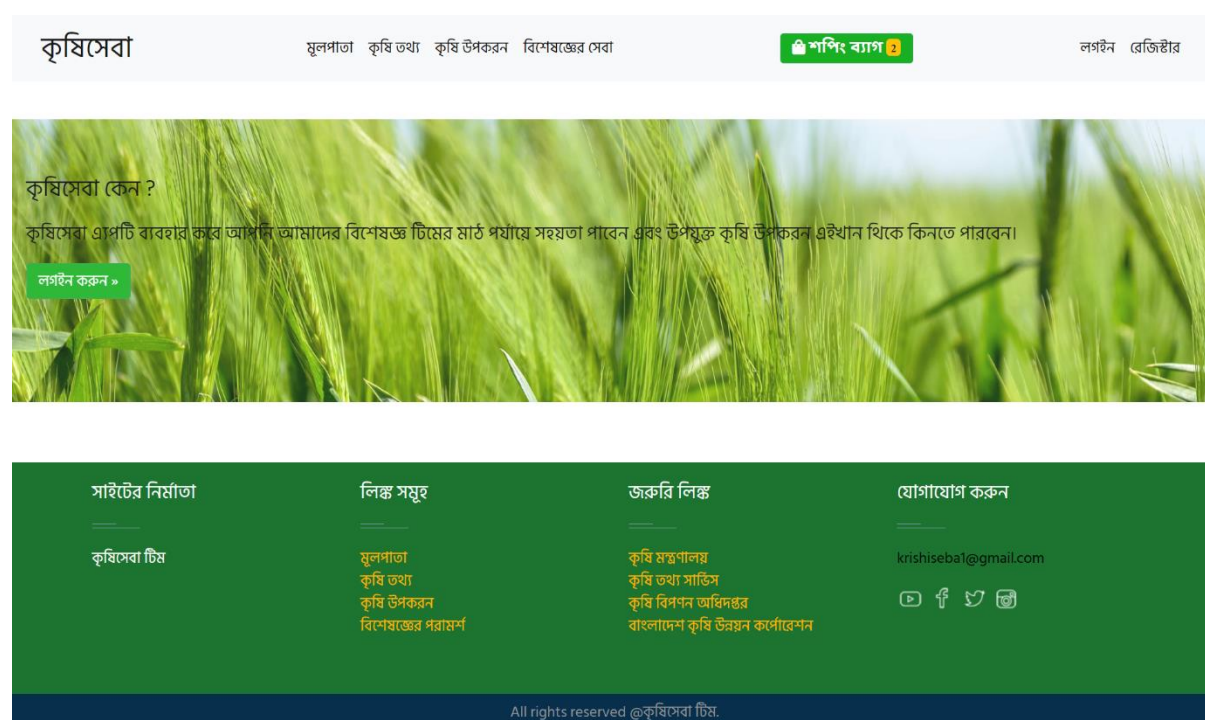 কৃষিসেবা
মূলপাতা কৃষি তথ্য কৃষি উপকরন বিশেষজ্ঞের সেবা
শপিং ব্যাগ 2
লগইন রেজিস্টার
কৃষিসেবা কেন ?
কৃষিসেবা এ্যপটি ব্যবহার করে আপনি আমাদের বিশেষজ্ঞ টিমের মাঠ পর্যায়ে সহয়তা পাবেন এবং উপযুক্ত কৃষি উপকরন এইখান থিকে কিনতে পারবেন।
লগইন করুন »
সাইটের নির্মাতা
কৃষিসেবা টিম
লিঙ্ক সমূহ
মূলপাতা
কৃষি তথ্য
কৃষি উপকরন
বিশেষজ্ঞের পরামর্শ
জরুরি লিঙ্ক
কৃষি মন্ত্রণালয়
কৃষি তথ্য সার্ভিস
কৃষি বিপণন অধিদপ্তর
বাংলাদেশ কৃষি উন্নয়ন কর্পোরেশন
যোগাযোগ করুন
krishiseba1@gmail.com
All rights reserved @কৃষিসেবা টিম.